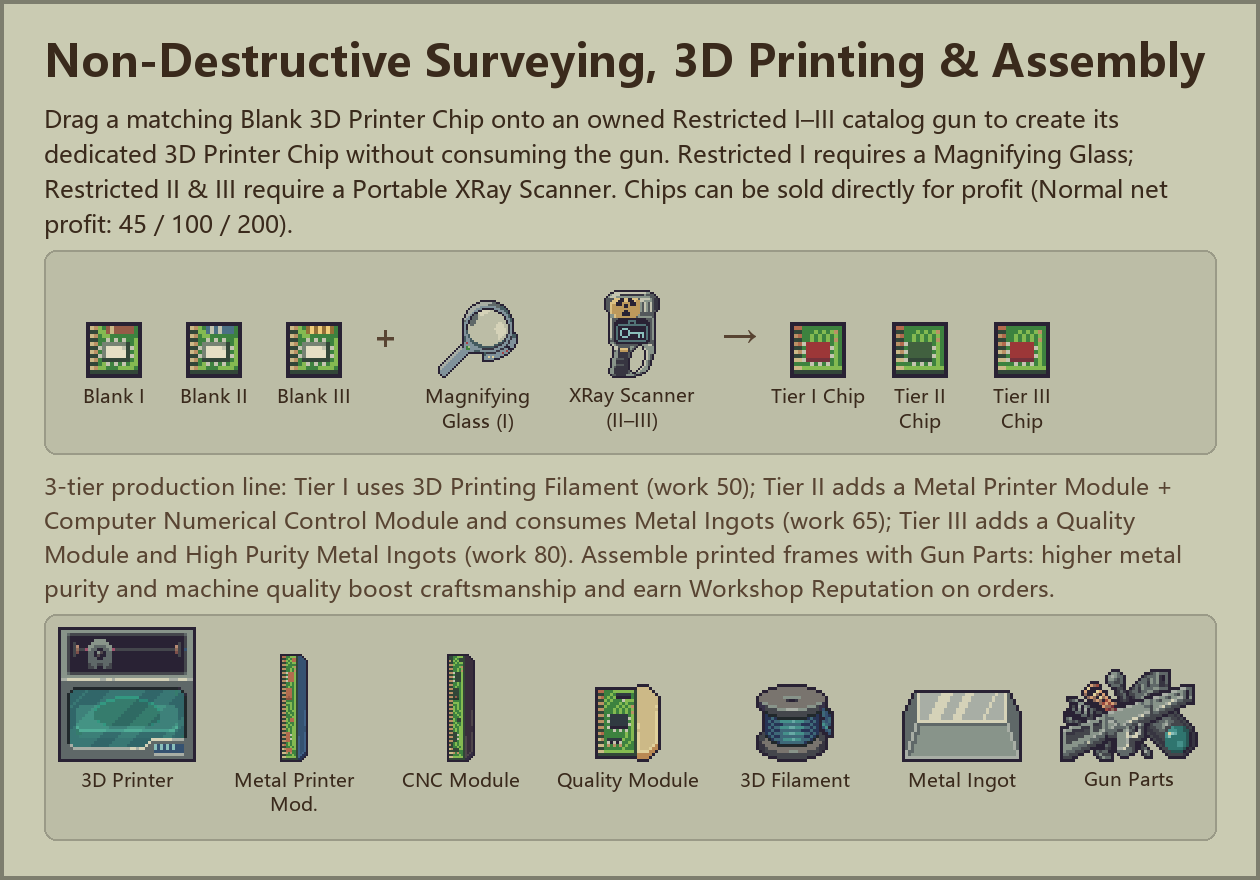 Non-Destructive Surveying, 3D Printing & Assembly
Drag a matching Blank 3D Printer Chip onto an owned Restricted I–III catalog gun to create its
dedicated 3D Printer Chip without consuming the gun. Restricted I requires a Magnifying Glass;
Restricted II & III require a Portable XRay Scanner. Chips can be sold directly for profit (Normal net
profit: 45 / 100 / 200).
+
→
Blank I
Blank II
Blank III
Magnifying
Glass (I)
XRay Scanner
(II–III)
Tier I Chip
Tier II
Chip
Tier III
Chip
3-tier production line: Tier I uses 3D Printing Filament (work 50); Tier II adds a Metal Printer Module +
Computer Numerical Control Module and consumes Metal Ingots (work 65); Tier III adds a Quality
Module and High Purity Metal Ingots (work 80). Assemble printed frames with Gun Parts: higher metal
purity and machine quality boost craftsmanship and earn Workshop Reputation on orders.
3D Printer
Metal Printer
Mod.
CNC Module
Quality Module
3D Filament
Metal Ingot
Gun Parts